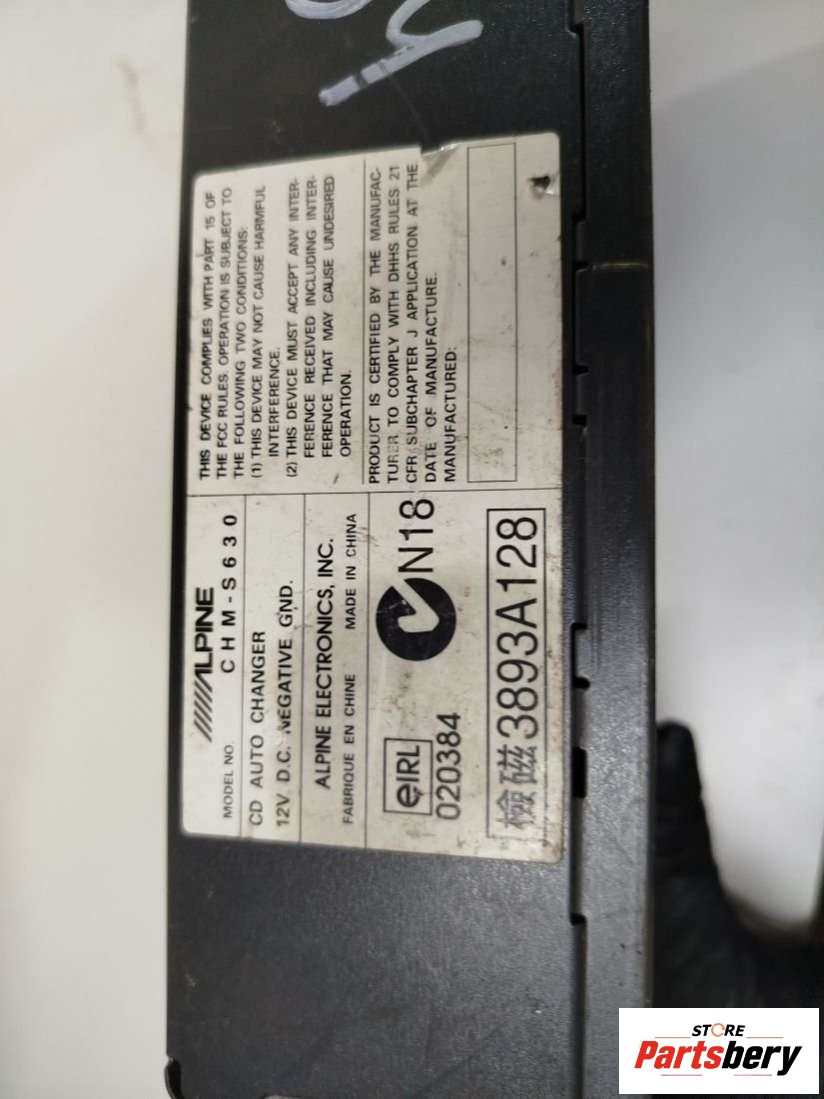 ALPINE
MODEL NO. CHM-S630
CD AUTO CHANGER
12V D.C. NEGATIVE GND.
ALPINE ELECTRONICS, INC.
FABRIQUE EN CHINE MADE IN CHINA
eIRL
020384
N18
檢磁3893A128
THIS DEVICE COMPLIES WITH PART 15 OF
THE FCC RULES. OPERATION IS SUBJECT TO
THE FOLLOWING TWO CONDITIONS:
(1) THIS DEVICE MAY NOT CAUSE HARMFUL
INTERFERENCE.
(2) THIS DEVICE MUST ACCEPT ANY INTER-
FERENCE RECEIVED INCLUDING INTER-
FERENCE THAT MAY CAUSE UNDESIRED
OPERATION.
PRODUCT IS CERTIFIED BY THE MANUFAC-
TURER TO COMPLY WITH DHHS RULES 21
CFR SUBCHAPTER J APPLICATION AT THE
DATE OF MANUFACTURE.
MANUFACTURED:
STORE
Partsbery